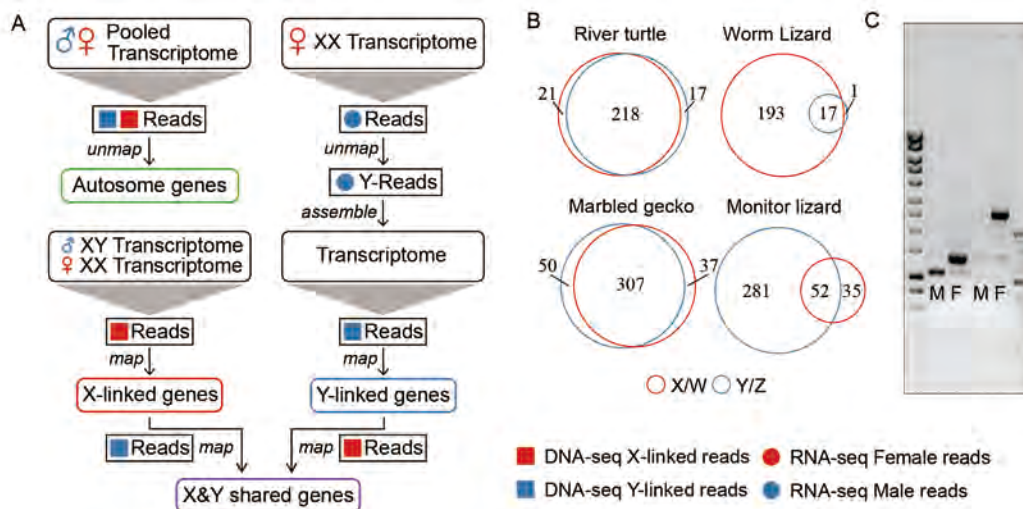 A
♂♀ Pooled
Transcriptome
Reads
unmap
Autosome genes
♂ XY Transcriptome
♀ XX Transcriptome
Reads
map
X-linked genes
Reads
map
♀ XX Transcriptome
Reads
unmap
Y-Reads
assemble
Transcriptome
Reads
map
Y-linked genes
map
Reads
X&Y shared genes
B
River turtle
21
218
17
Worm Lizard
193
17
1
Marbled gecko
50
307
37
Monitor lizard
281
52
35
X/W
Y/Z
C
M F M F
DNA-seq X-linked reads
DNA-seq Y-linked reads
RNA-seq Female reads
RNA-seq Male reads